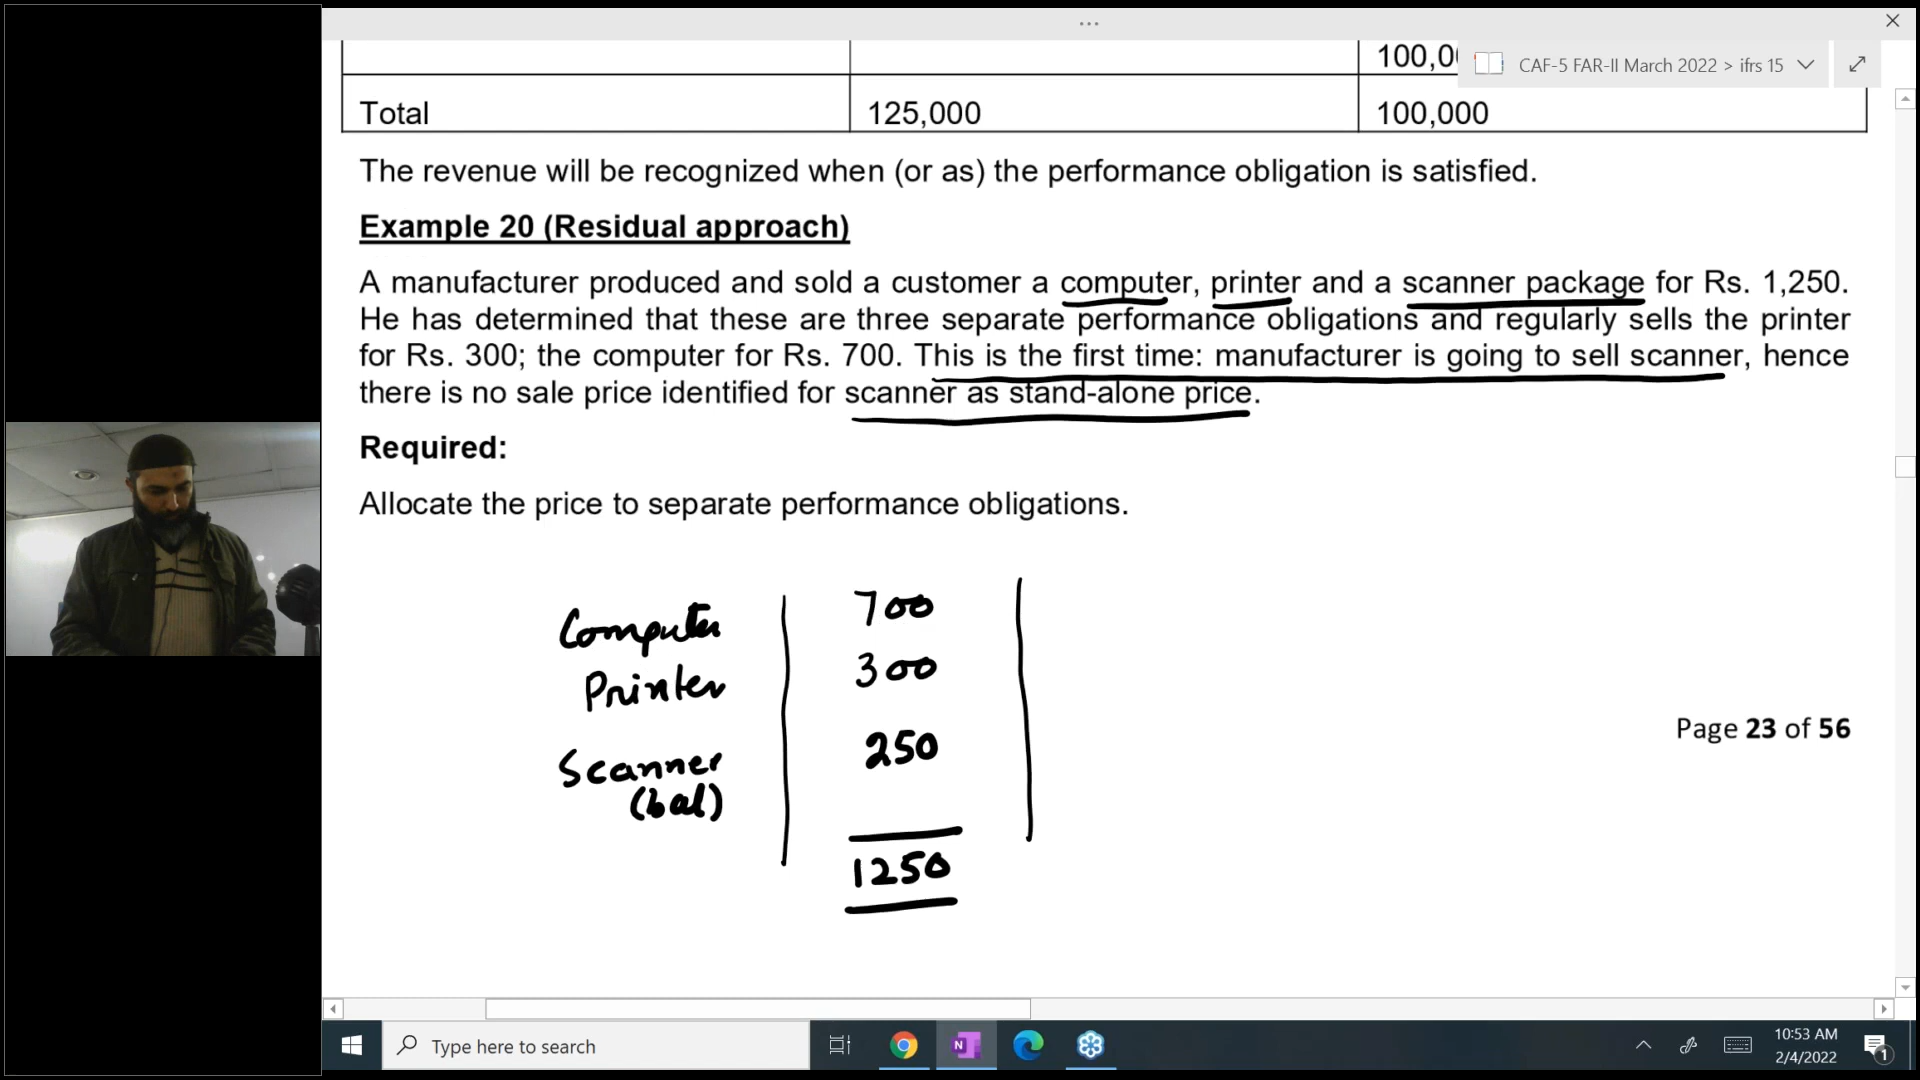 ...
100,0
CAF-5 FAR-II March 2022 > ifrs 15
Total 125,000 100,000
The revenue will be recognized when (or as) the performance obligation is satisfied.
Example 20 (Residual approach)
A manufacturer produced and sold a customer a computer, printer and a scanner package for Rs. 1,250.
He has determined that these are three separate performance obligations and regularly sells the printer
for Rs. 300; the computer for Rs. 700. This is the first time: manufacturer is going to sell scanner, hence
there is no sale price identified for scanner as stand-alone price.
Required:
Allocate the price to separate performance obligations.
Computer 700
Printer 300
Scanner 250
(bal)
1250
Page 23 of 56
Type here to search
N
10:53 AM
2/4/2022
1